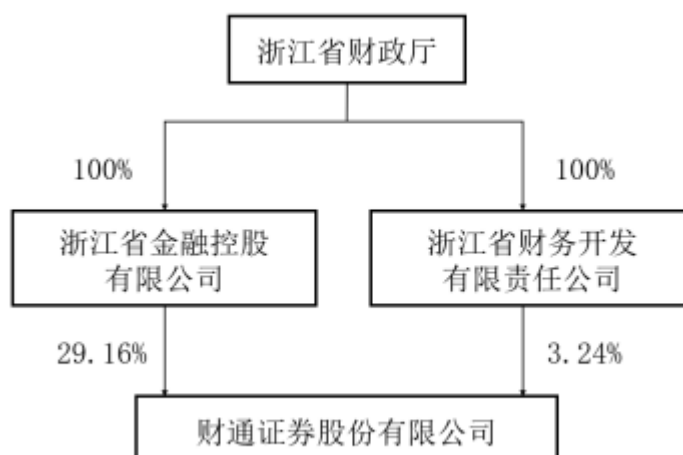 浙江省财政厅
100%
100%
浙江省金融控股
有限公司
浙江省财务开发
有限责任公司
29.16%
3.24%
财通证券股份有限公司